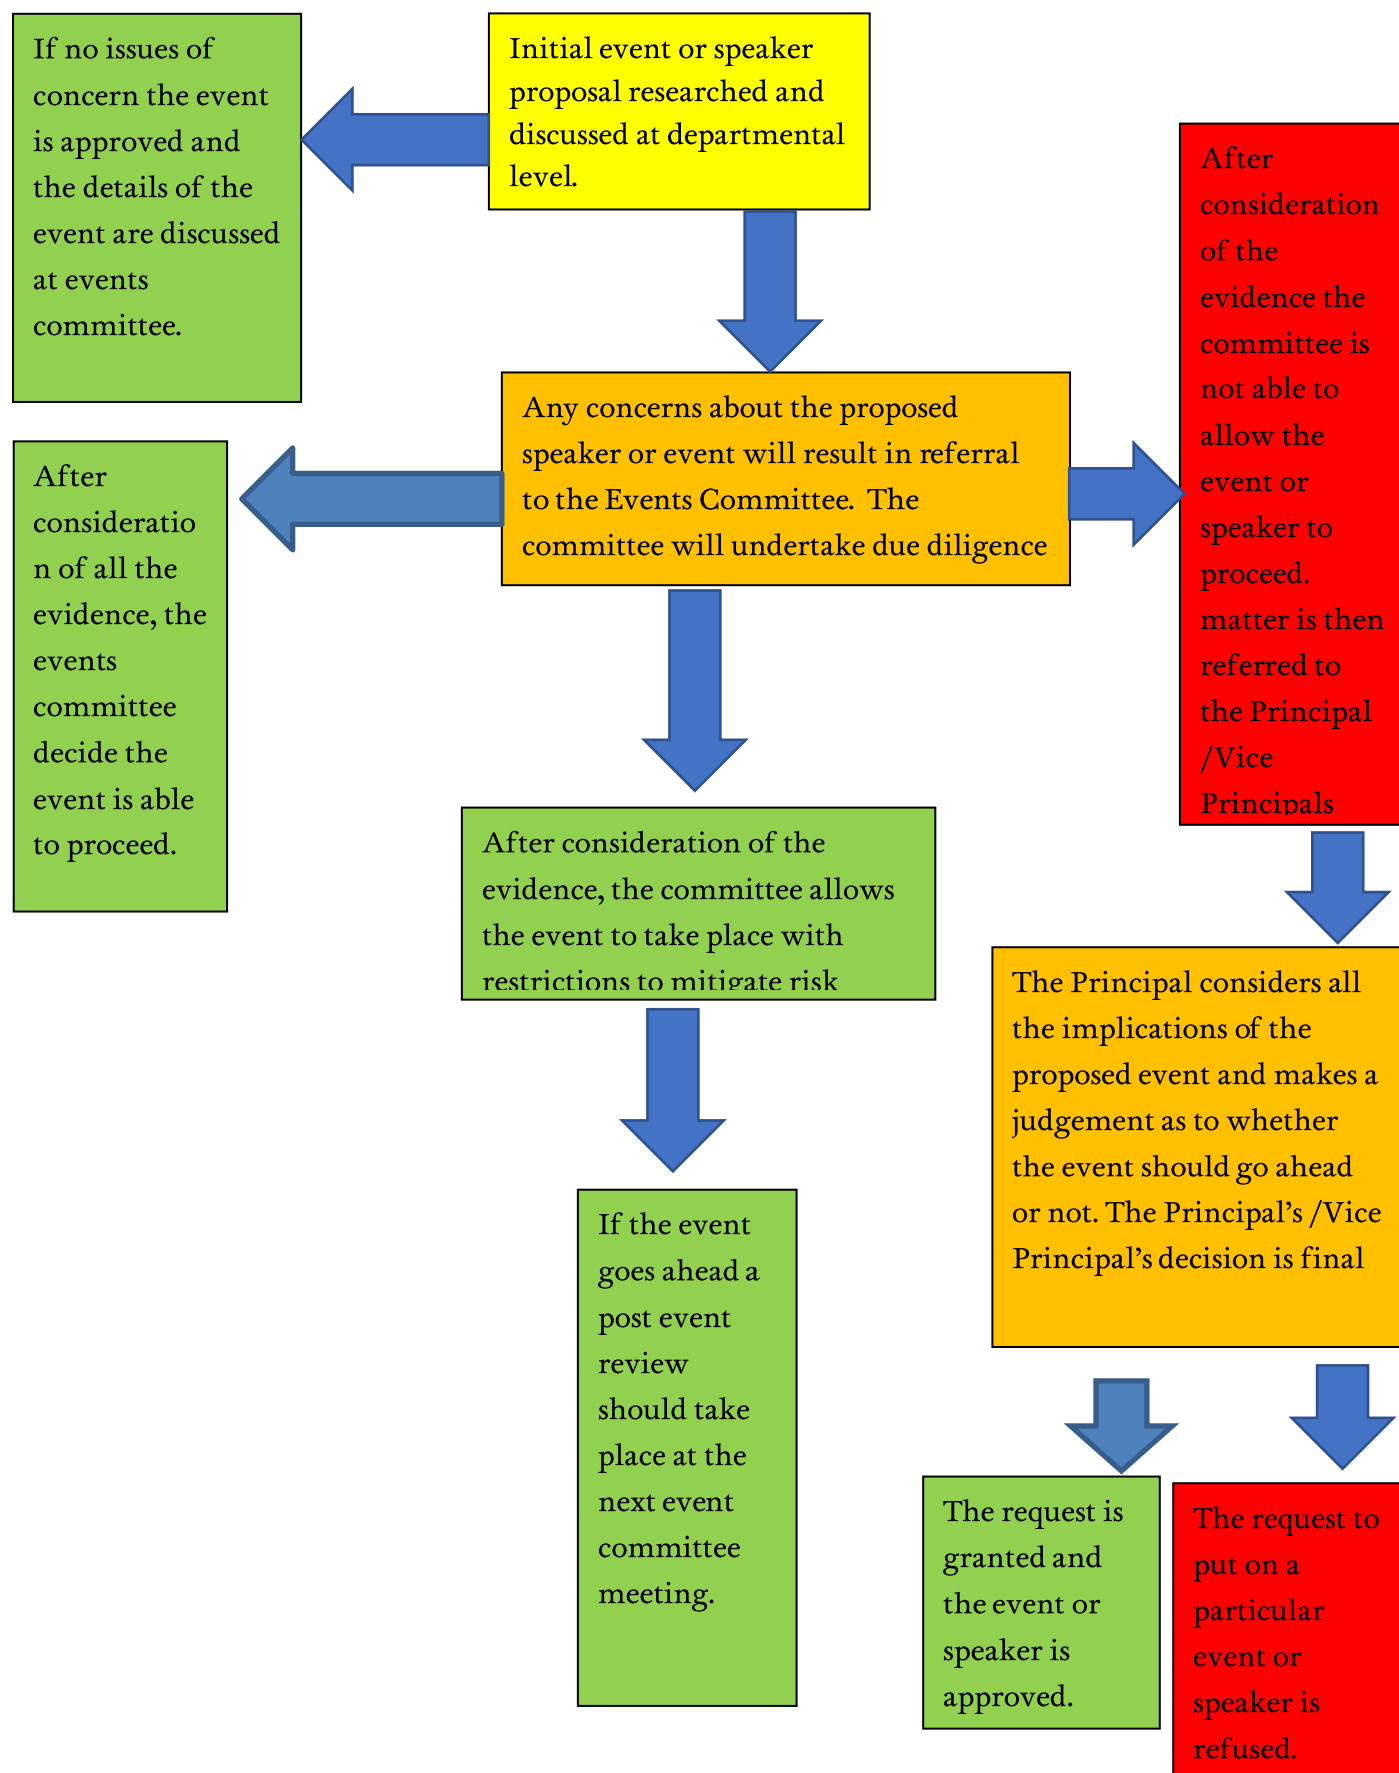 If no issues of
concern the event
is approved and
the details of the
event are discussed
at events
committee.
Initial event or speaker
proposal researched and
discussed at departmental
level.
After
consideration
of the
evidence the
committee is
not able to
allow the
event or
speaker to
proceed.
matter is then
referred to
the Principal
/Vice
Principals
Any concerns about the proposed
speaker or event will result in referral
to the Events Committee.  The
committee will undertake due diligence
After
consideratio
n of all the
evidence, the
events
committee
decide the
event is able
to proceed.
After consideration of the
evidence, the committee allows
the event to take place with
restrictions to mitigate risk
The Principal considers all
the implications of the
proposed event and makes a
judgement as to whether
the event should go ahead
or not. The Principal’s /Vice
Principal’s decision is final
If the event
goes ahead a
post event
review
should take
place at the
next event
committee
meeting.
The request is
granted and
the event or
speaker is
approved.
The request to
put on a
particular
event or
speaker is
refused.